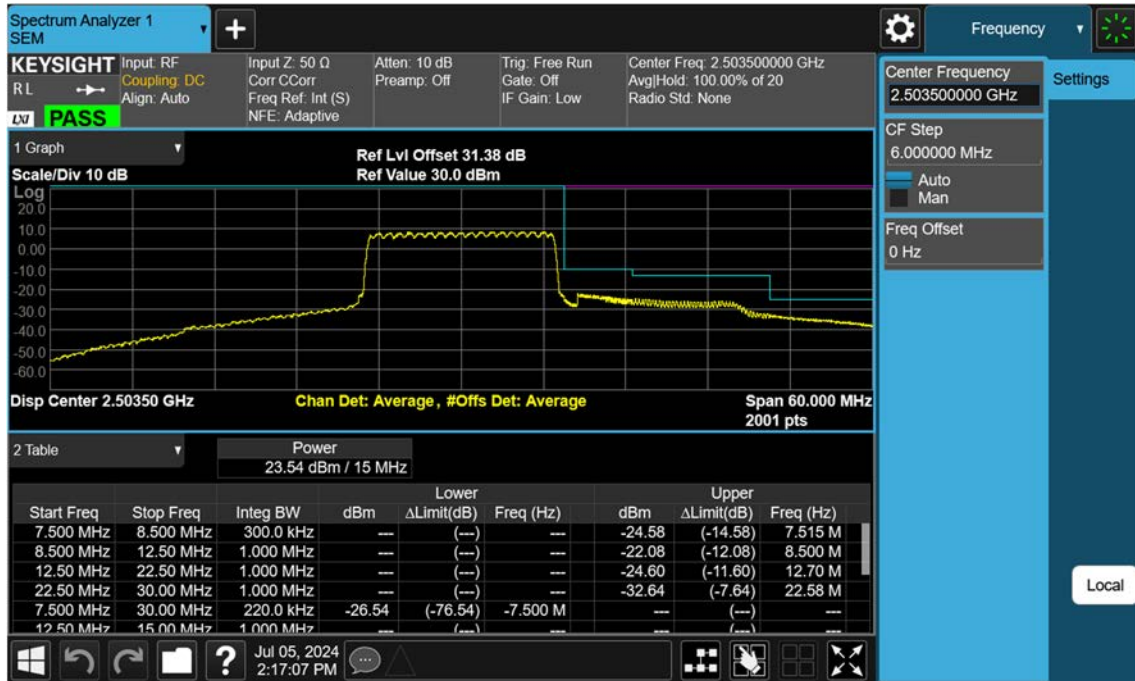 Spectrum Analyzer 1
SEM
Frequency
KEYSIGHT
R L
LXI PASS
Input: RF
Coupling: DC
Align: Auto
Input Z: 50 Ω
Corr CCorr
Freq Ref: Int (S)
NFE: Adaptive
Atten: 10 dB
Preamp: Off
Trig: Free Run
Gate: Off
IF Gain: Low
Center Freq: 2.503500000 GHz
Avg|Hold: 100.00% of 20
Radio Std: None
Center Frequency
2.503500000 GHz
Settings
CF Step
6.000000 MHz
Auto
Man
Freq Offset
0 Hz
1 Graph
Ref Lvl Offset 31.38 dB
Scale/Div 10 dB
Ref Value 30.0 dBm
Log
20.0
10.0
0.00
-10.0
-20.0
-30.0
-40.0
-50.0
-60.0
Disp Center 2.50350 GHz
Chan Det: Average, #Offs Det: Average
Span 60.000 MHz
2001 pts
2 Table
Power
23.54 dBm / 15 MHz
Lower Upper
Start Freq Stop Freq Integ BW dBm ΔLimit(dB) Freq (Hz) dBm ΔLimit(dB) Freq (Hz)
7.500 MHz 8.500 MHz 300.0 kHz --- (---) --- -24.58 (-14.58) 7.515 M
8.500 MHz 12.50 MHz 1.000 MHz --- (---) --- -22.08 (-12.08) 8.500 M
12.50 MHz 22.50 MHz 1.000 MHz --- (---) --- -24.60 (-11.60) 12.70 M
22.50 MHz 30.00 MHz 1.000 MHz --- (---) --- -32.64 (-7.64) 22.58 M
7.500 MHz 30.00 MHz 220.0 kHz -26.54 (-76.54) -7.500 M --- (---) ---
12.50 MHz 15.00 MHz 1.000 MHz --- (---) --- --- (---) ---
Local
?
Jul 05, 2024
2:17:07 PM